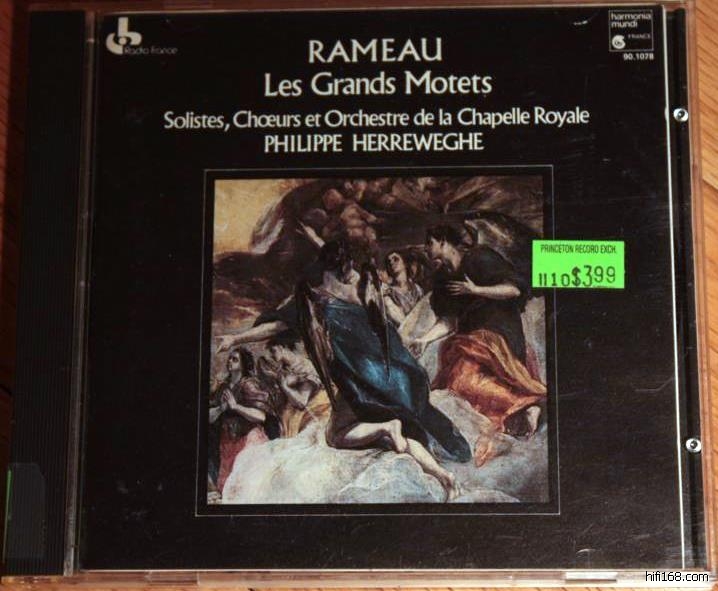 Radio France
harmonia
mundi
FRANCE
90.1078
RAMEAU
Les Grands Motets
Solistes, Chœurs et Orchestre de la Chapelle Royale
PHILIPPE HERREWEGHE
PRINCETON RECORD EXCH.
1110$3.99
hifi168.com